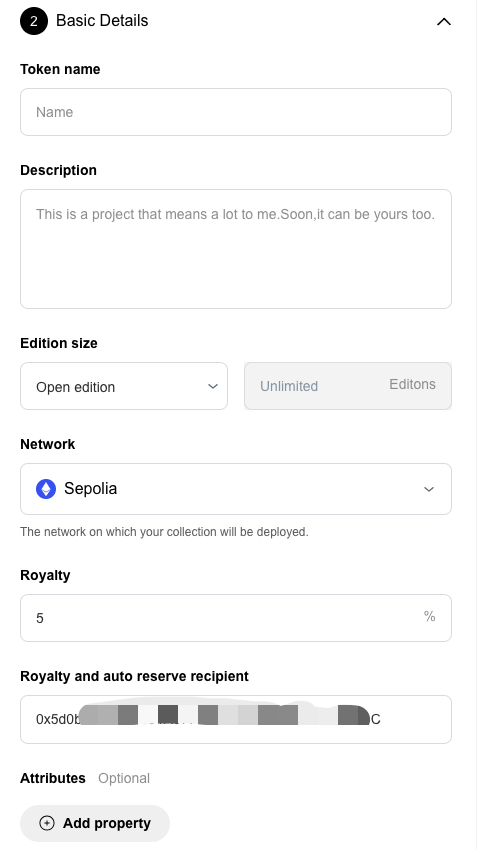 2 Basic Details
Token name
Name
Description
This is a project that means a lot to me.Soon,it can be yours too.
Edition size
Open edition
Unlimited Editons
Network
Sepolia
The network on which your collection will be deployed.
Royalty
5 %
Royalty and auto reserve recipient
Attributes Optional
Add property